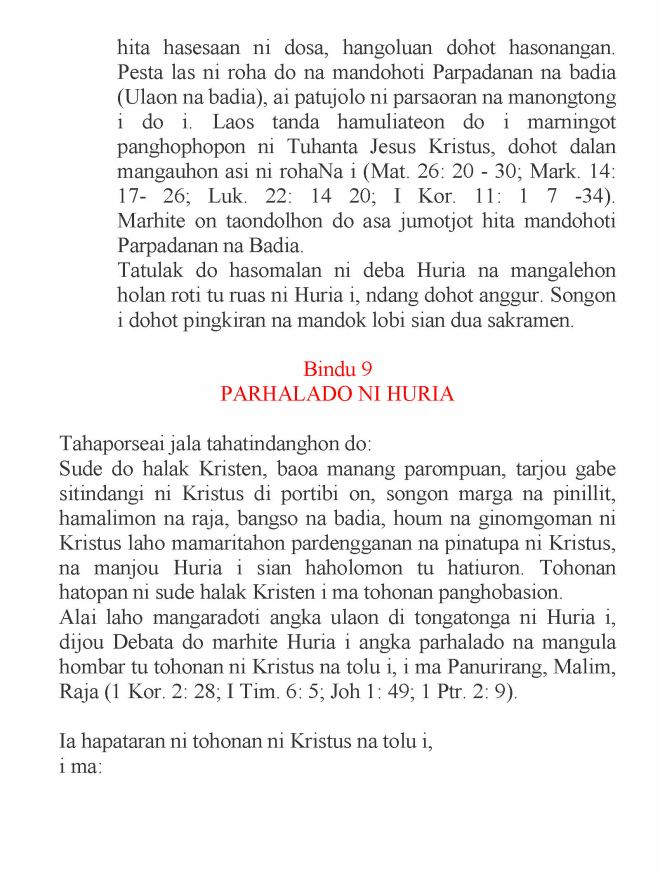 hita hasesaan ni dosa, hangoluan dohot hasonangan.
Pesta las ni roha do na mandohoti Parpadanan na badia
(Ulaon na badia), ai patujolo ni parsaoran na manongtong
i do i. Laos tanda hamuliateon do i marningot
panghophopon ni Tuhanta Jesus Kristus, dohot dalan
mangauhon asi ni rohaNa i (Mat. 26: 20 - 30; Mark. 14:
17- 26; Luk. 22: 14 20; I Kor. 11: 1 7 -34).
Marhite on taondolhon do asa jumotjot hita mandohoti
Parpadanan na Badia.
Tatulak do hasomalan ni deba Huria na mangalehon
holan roti tu ruas ni Huria i, ndang dohot anggur. Songon
i dohot pingkiran na mandok lobi sian dua sakramen.
Bindu 9
PARHALADO NI HURIA
Tahaporseai jala tahatindanghon do:
Sude do halak Kristen, baoa manang parompuan, tarjou gabe
sitindangi ni Kristus di portibi on, songon marga na pinillit,
hamalimon na raja, bangso na badia, houm na ginomgoman ni
Kristus laho mamaritahon pardengganan na pinatupa ni Kristus,
na manjou Huria i sian haholomon tu hatiuron. Tohonan
hatopan ni sude halak Kristen i ma tohonan panghobasion.
Alai laho mangaradoti angka ulaon di tongatonga ni Huria i,
dijou Debata do marhite Huria i angka parhalado na mangula
hombar tu tohonan ni Kristus na tolu i, i ma Panurirang, Malim,
Raja (1 Kor. 2: 28; I Tim. 6: 5; Joh 1: 49; 1 Ptr. 2: 9).
Ia hapataran ni tohonan ni Kristus na tolu i,
i ma: